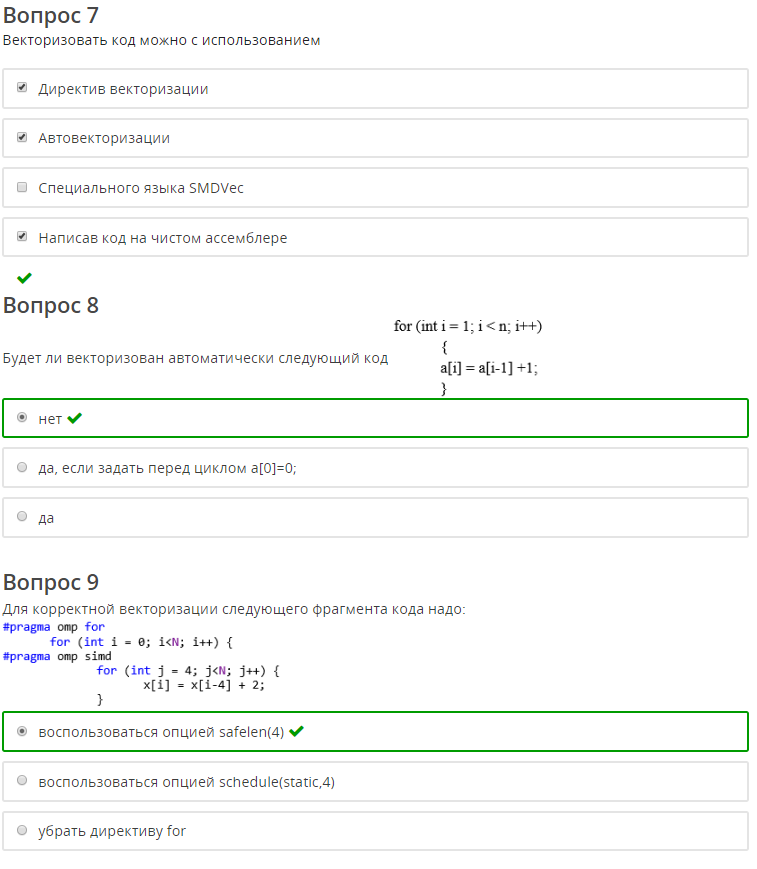 Вопрос 7
Векторизовать код можно с использованием
Директив векторизации
Автовекторизации
Специального языка SMDVec
Написав код на чистом ассемблере
Вопрос 8
Будет ли векторизован автоматически следующий код
for (int i = 1; i < n; i++)
{
a[i] = a[i-1] +1;
}
нет
да, если задать перед циклом a[0]=0;
да
Вопрос 9
Для корректной векторизации следующего фрагмента кода надо:
#pragma omp for
for (int i = 0; i<N; i++) {
#pragma omp simd
for (int j = 4; j<N; j++) {
x[i] = x[i-4] + 2;
}
воспользоваться опцией safelen(4)
воспользоваться опцией schedule(static,4)
убрать директиву for